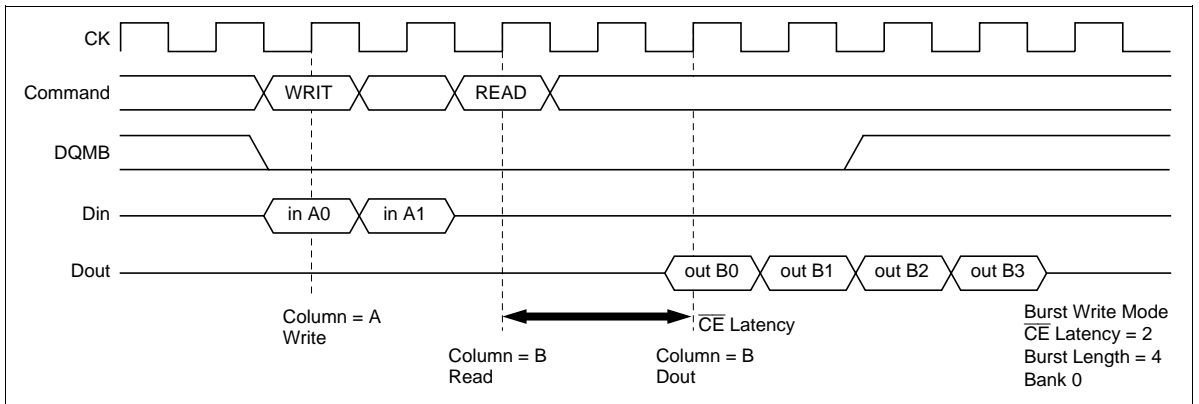 CK
Command
WRIT
READ
DQMB
Din
in A0
in A1
Dout
out B0
out B1
out B2
out B3
Column = A
Write
CE Latency
Column = B
Read
Column = B
Dout
Burst Write Mode
CE Latency = 2
Burst Length = 4
Bank 0